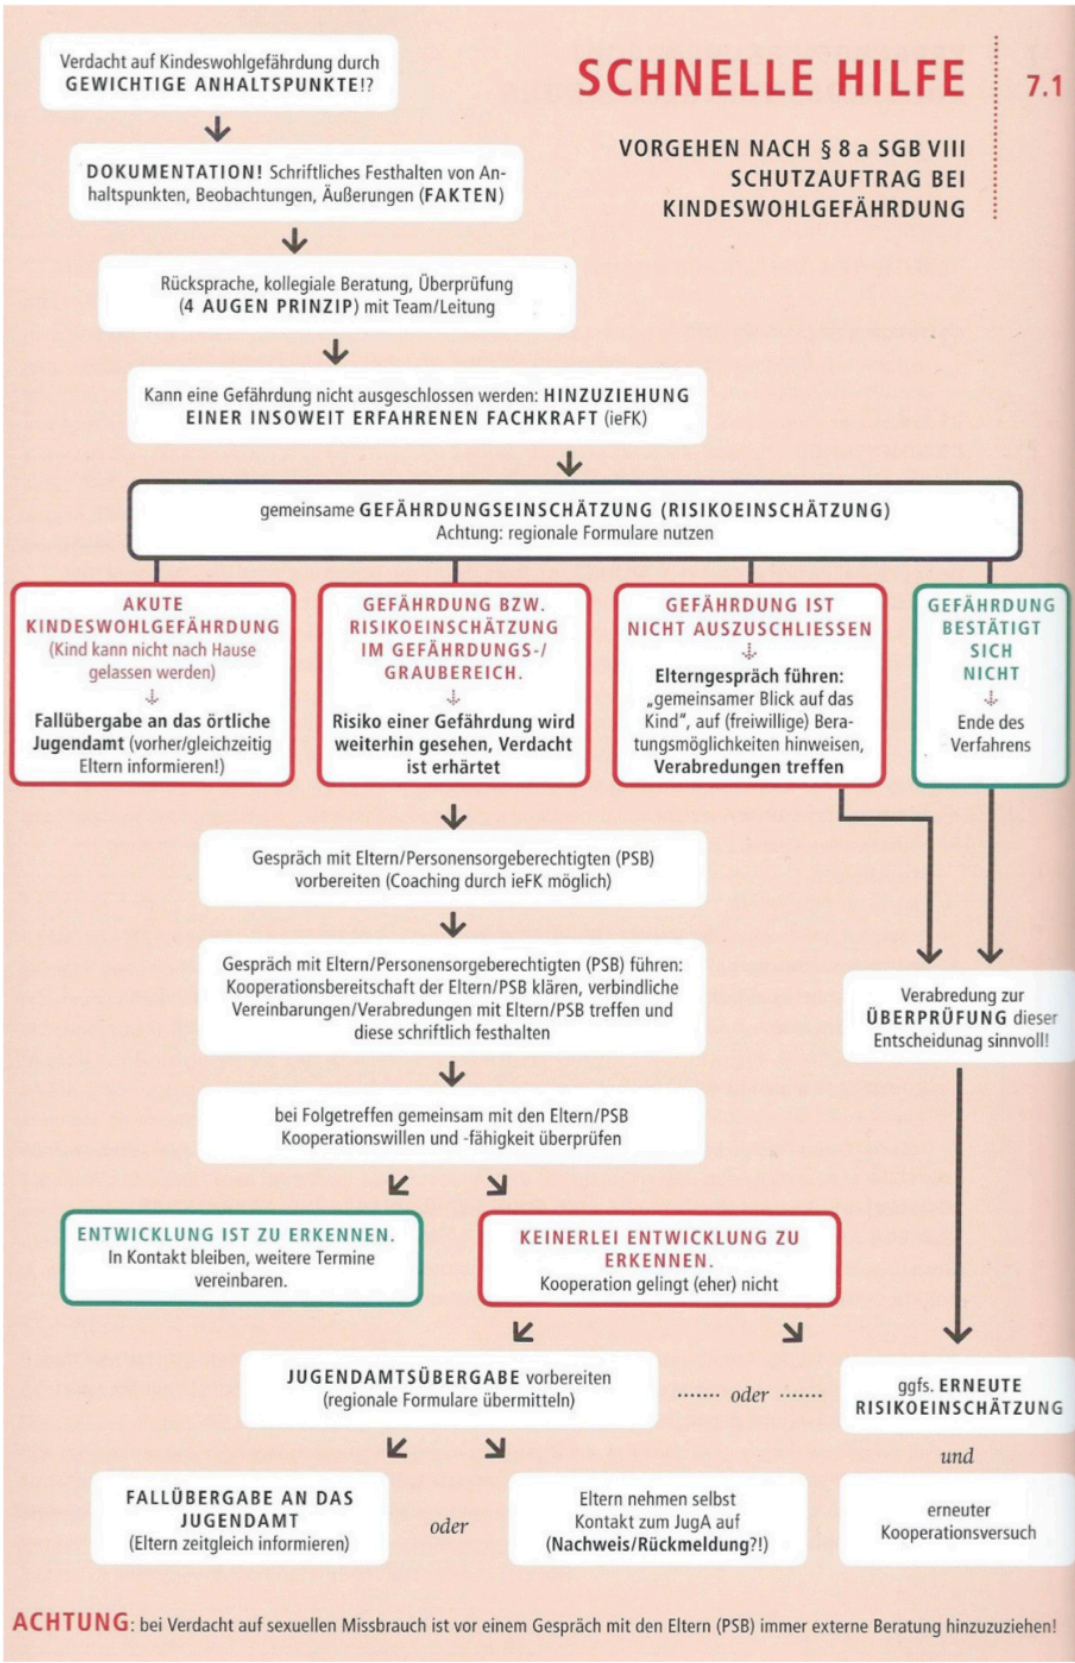 Verdacht auf Kindeswohlgefährdung durch
GEWICHTIGE ANHALTSPUNKTE!?
SCHNELLE HILFE
7.1
VORGEHEN NACH § 8 a SGB VIII
SCHUTZAUFTRAG BEI
KINDESWOHLGEFÄHRDUNG
DOKUMENTATION! Schriftliches Festhalten von An-
haltspunkten, Beobachtungen, Äußerungen (FAKTEN)
Rücksprache, kollegiale Beratung, Überprüfung
(4 AUGEN PRINZIP) mit Team/Leitung
Kann eine Gefährdung nicht ausgeschlossen werden: HINZUZIEHUNG
EINER INSOWEIT ERFAHRENEN FACHKRAFT (ieFK)
gemeinsame GEFÄHRDUNGSEINSCHÄTZUNG (RISIKOEINSCHÄTZUNG)
Achtung: regionale Formulare nutzen
AKUTE
KINDESWOHLGEFÄHRDUNG
(Kind kann nicht nach Hause
gelassen werden)
Fallübergabe an das örtliche
Jugendamt (vorher/gleichzeitig
Eltern informieren!)
GEFÄHRDUNG BZW.
RISIKOEINSCHÄTZUNG
IM GEFÄHRDUNGS-/
GRAUBEREICH.
Risiko einer Gefährdung wird
weiterhin gesehen, Verdacht
ist erhärtet
GEFÄHRDUNG IST
NICHT AUSZUSCHLIESSEN
Elterngespräch führen:
„gemeinsamer Blick auf das
Kind“, auf (freiwillige) Bera-
tungsmöglichkeiten hinweisen,
Verabredungen treffen
GEFÄHRDUNG
BESTÄTIGT
SICH
NICHT
Ende des
Verfahrens
Gespräch mit Eltern/Personensorgeberechtigten (PSB)
vorbereiten (Coaching durch ieFK möglich)
Gespräch mit Eltern/Personensorgeberechtigten (PSB) führen:
Kooperationsbereitschaft der Eltern/PSB klären, verbindliche
Vereinbarungen/Verabredungen mit Eltern/PSB treffen und
diese schriftlich festhalten
Verabredung zur
ÜBERPRÜFUNG dieser
Entscheidunag sinnvoll!
bei Folgetreffen gemeinsam mit den Eltern/PSB
Kooperationswillen und -fähigkeit überprüfen
ENTWICKLUNG IST ZU ERKENNEN.
In Kontakt bleiben, weitere Termine
vereinbaren.
KEINERLEI ENTWICKLUNG ZU
ERKENNEN.
Kooperation gelingt (eher) nicht
JUGENDAMTSÜBERGABE vorbereiten
(regionale Formulare übermitteln)
....... oder .......
ggfs. ERNEUTE
RISIKOEINSCHÄTZUNG
und
FALLÜBERGABE AN DAS
JUGENDAMT
(Eltern zeitgleich informieren)
oder
Eltern nehmen selbst
Kontakt zum JugA auf
(Nachweis/Rückmeldung?!)
erneuter
Kooperationsversuch
ACHTUNG: bei Verdacht auf sexuellen Missbrauch ist vor einem Gespräch mit den Eltern (PSB) immer externe Beratung hinzuzuziehen!